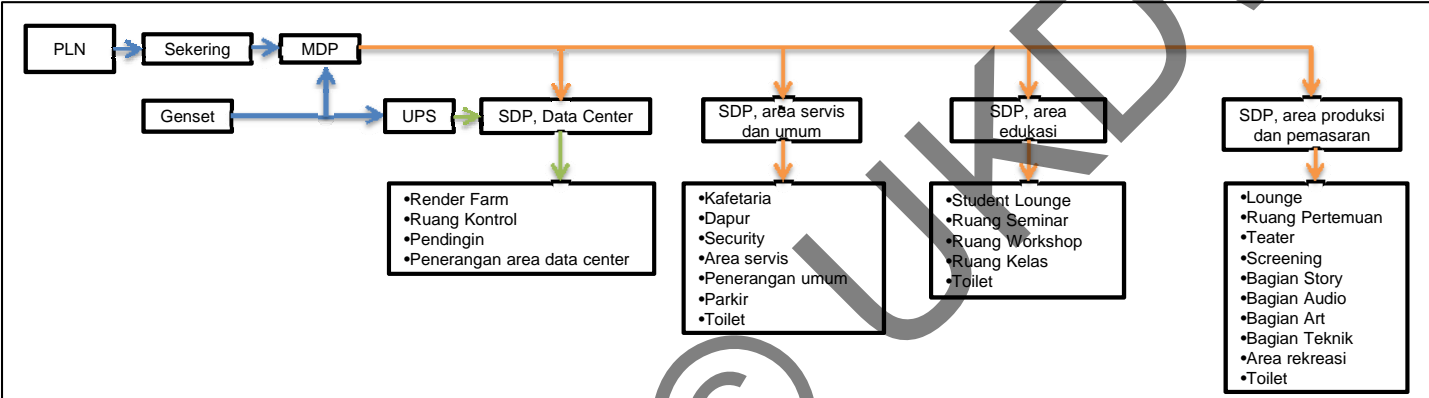 PLN
Sekering
MDP
Genset
UPS
SDP, Data Center
SDP, area servis
dan umum
SDP, area
edukasi
SDP, area produksi
dan pemasaran
•Render Farm
•Ruang Kontrol
•Pendingin
•Penerangan area data center
•Kafetaria
•Dapur
•Security
•Area servis
•Penerangan umum
•Parkir
•Toilet
•Student Lounge
•Ruang Seminar
•Ruang Workshop
•Ruang Kelas
•Toilet
•Lounge
•Ruang Pertemuan
•Teater
•Screening
•Bagian Story
•Bagian Audio
•Bagian Art
•Bagian Teknik
•Area rekreasi
•Toilet
© UKD